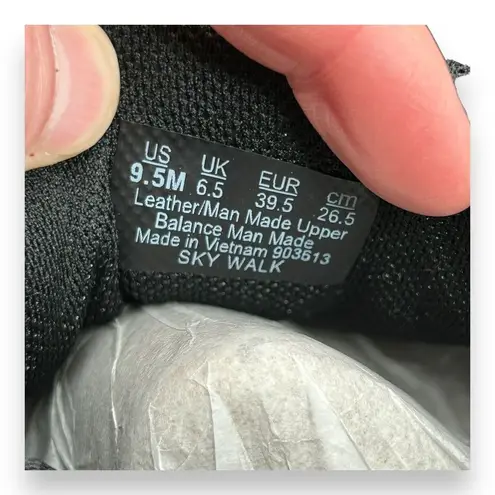 US UK EUR cm
9.5M 6.5 39.5 26.5
Leather/Man Made Upper
Balance Man Made
Made in Vietnam 903513
SKY WALK